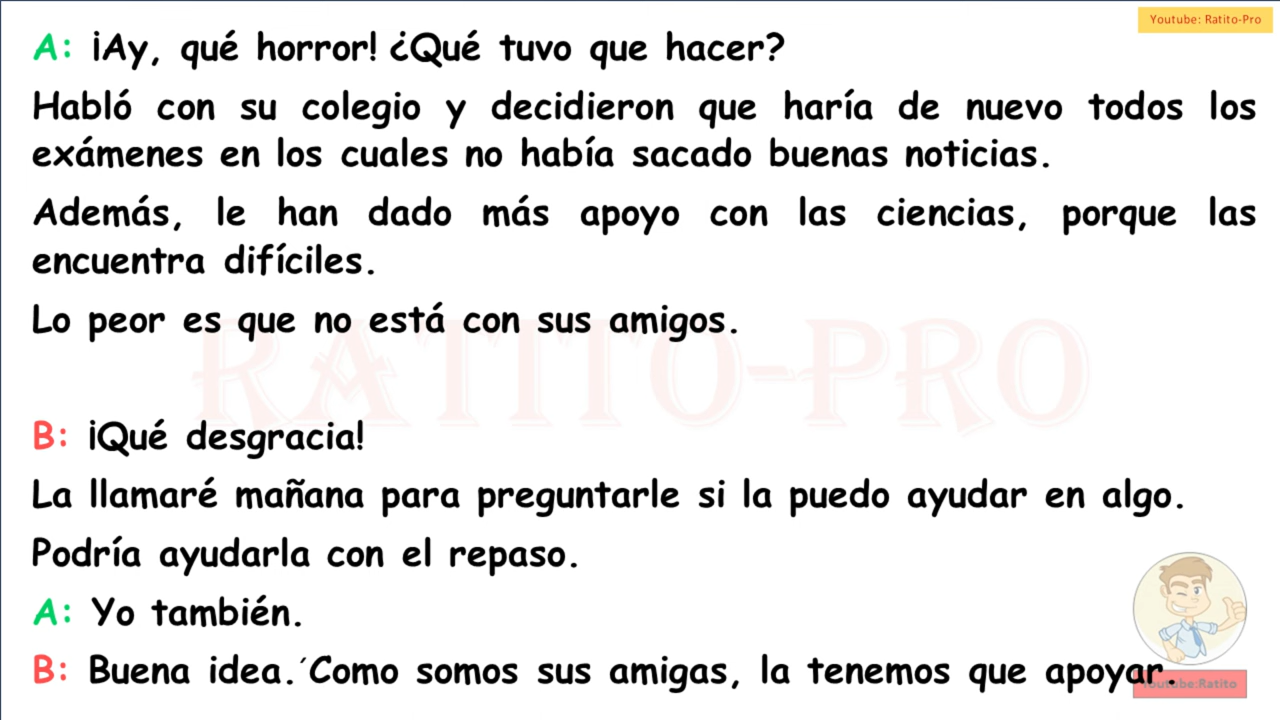 Youtube: Ratito-Pro
A: ¡Ay, qué horror! ¿Qué tuvo que hacer?
Habló con su colegio y decidieron que haría de nuevo todos los
exámenes en los cuales no había sacado buenas noticias.
Además, le han dado más apoyo con las ciencias, porque las
encuentra difíciles.
Lo peor es que no está con sus amigos.
RATITO-PRO
B: ¡Qué desgracia!
La llamaré mañana para preguntarle si la puedo ayudar en algo.
Podría ayudarla con el repaso.
A: Yo también.
B: Buena idea.´Como somos sus amigas, la tenemos que apoyar.
Youtube:Ratito